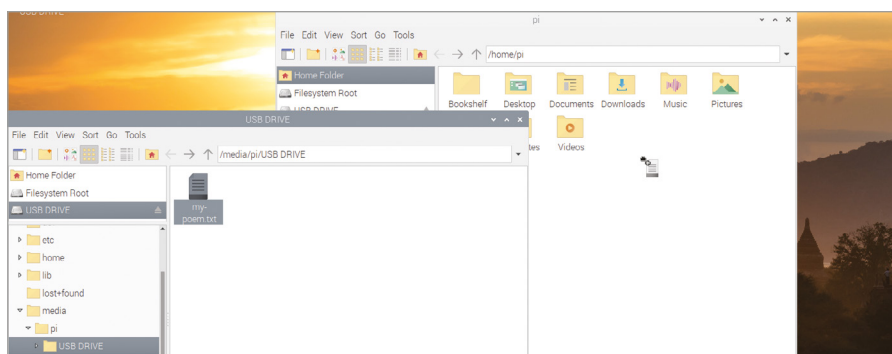 USB DRIVE
pi
File Edit View Sort Go Tools
/home/pi
Home Folder
Filesystem Root
USB DRIVE
Bookshelf Desktop Documents Downloads Music Pictures
Videos
USB DRIVE
File Edit View Sort Go Tools
/media/pi/USB DRIVE
Home Folder
Filesystem Root
USB DRIVE
my-
poem.txt
etc
home
lib
lost+found
media
pi
USB DRIVE